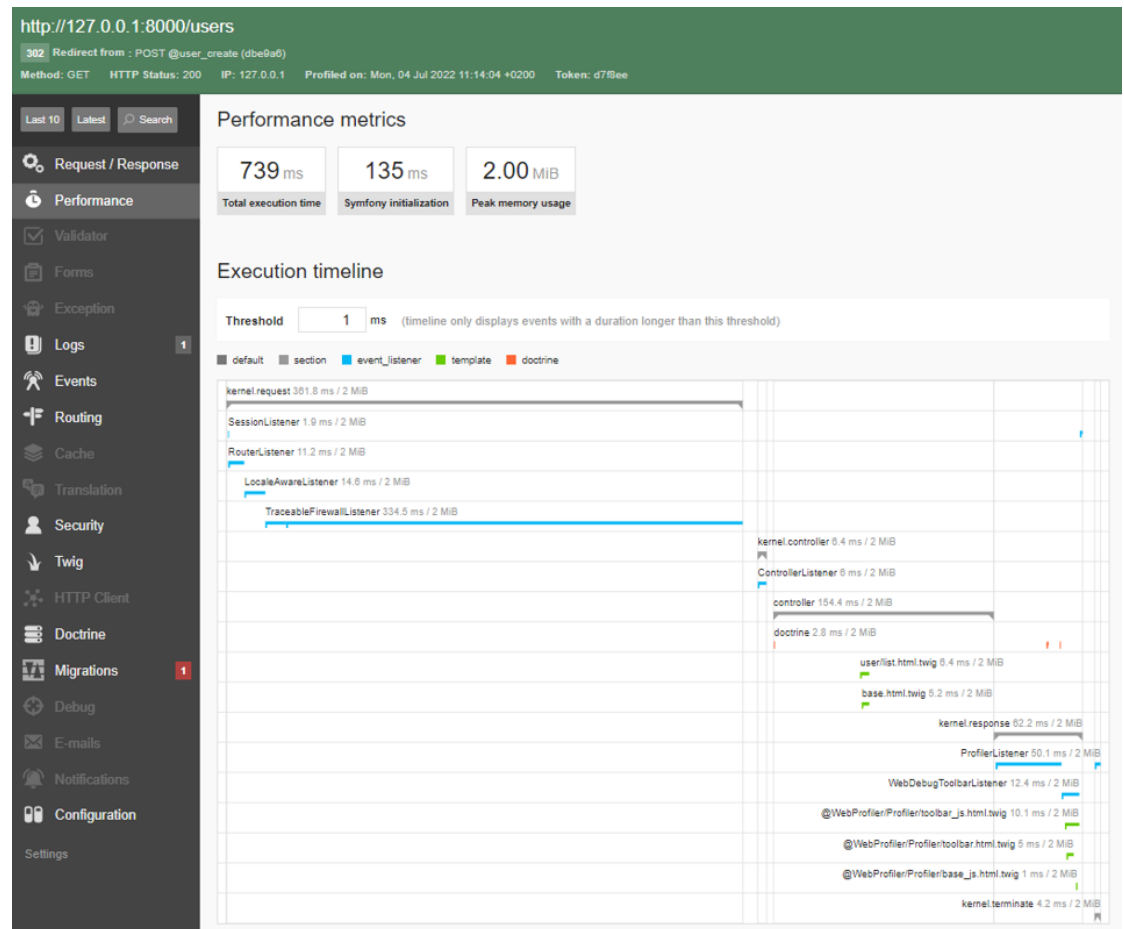 http://127.0.0.1:8000/users
302 Redirect from : POST @user_create (dbe9a6)
Method: GET HTTP Status: 200 IP: 127.0.0.1 Profiled on: Mon, 04 Jul 2022 11:14:04 +0200 Token: d7f8ee
Last 10 Latest Search
Request / Response
Performance
Validator
Forms
Exception
Logs 1
Events
Routing
Cache
Translation
Security
Twig
HTTP Client
Doctrine
Migrations 1
Debug
E-mails
Notifications
Configuration
Settings
Performance metrics
739 ms 135 ms 2.00 MiB
Total execution time Symfony initialization Peak memory usage
Execution timeline
Threshold 1 ms (timeline only displays events with a duration longer than this threshold)
default section event_listener template doctrine
kernel.request 361.8 ms / 2 MiB
SessionListener 1.9 ms / 2 MiB
RouterListener 11.2 ms / 2 MiB
LocaleAwareListener 14.6 ms / 2 MiB
TraceableFirewallListener 334.5 ms / 2 MiB
kernel.controller 6.4 ms / 2 MiB
ControllerListener 6 ms / 2 MiB
controller 154.4 ms / 2 MiB
doctrine 2.8 ms / 2 MiB
user/list.html.twig 6.4 ms / 2 MiB
base.html.twig 5.2 ms / 2 MiB
kernel.response 62.2 ms / 2 MiB
ProfilerListener 50.1 ms / 2 MiB
WebDebugToolbarListener 12.4 ms / 2 MiB
@WebProfiler/Profiler/toolbar_js.html.twig 10.1 ms / 2 MiB
@WebProfiler/Profiler/toolbar.html.twig 5 ms / 2 MiB
@WebProfiler/Profiler/base_js.html.twig 1 ms / 2 MiB
kernel.terminate 4.2 ms / 2 MiB